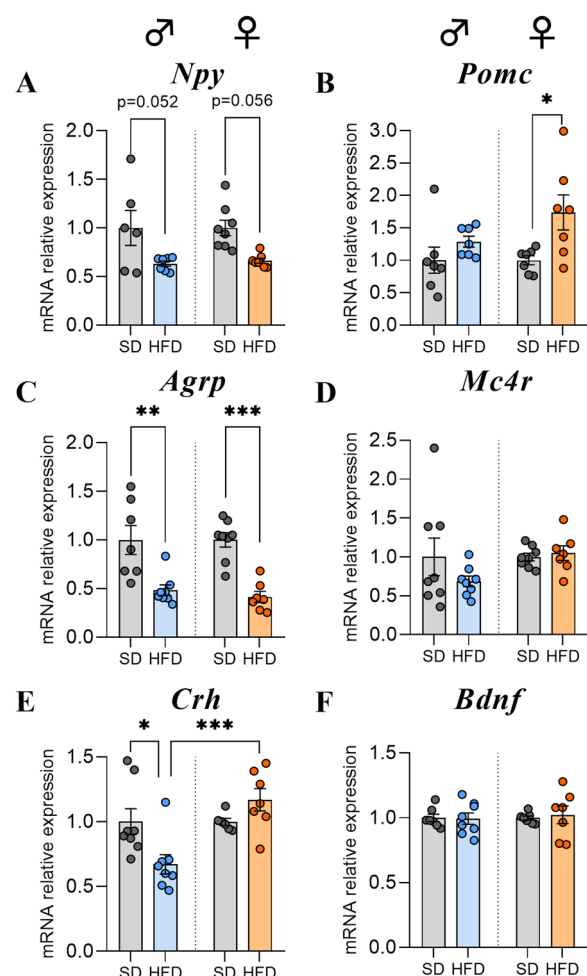 ♂ ♀ ♂ ♀
A Npy B Pomc
p=0.052 p=0.056
*
mRNA relative expression
2.0
1.5
1.0
0.5
0.0
SD HFD SD HFD
mRNA relative expression
3.0
2.5
2.0
1.5
1.0
0.5
0.0
SD HFD SD HFD
C Agrp D Mc4r
** ***
mRNA relative expression
2.0
1.5
1.0
0.5
0.0
SD HFD SD HFD
mRNA relative expression
2.5
2.0
1.5
1.0
0.5
0.0
SD HFD SD HFD
E Crh F Bdnf
* ***
mRNA relative expression
1.5
1.0
0.5
0.0
SD HFD SD HFD
mRNA relative expression
1.5
1.0
0.5
0.0
SD HFD SD HFD